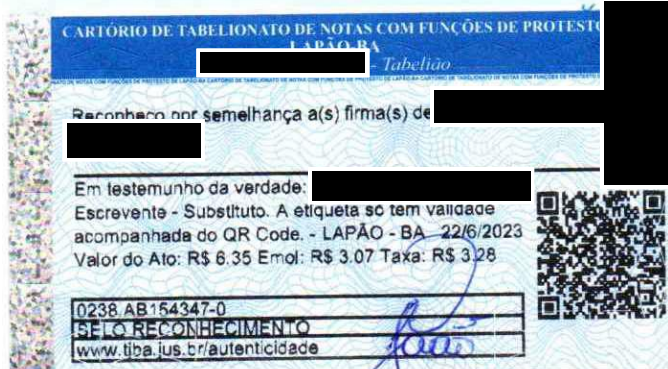 CARTÓRIO DE TABELIONATO DE NOTAS COM FUNÇÕES DE PROTESTO
LAPÃO-BA
- Tabelião
Reconheço por semelhança a(s) firma(s) de
Em testemunho da verdade:
Escrevente - Substituto. A etiqueta só tem validade
acompanhada do QR Code. - LAPÃO - BA 22/6/2023
Valor do Ato: R$ 6.35 Emol: R$ 3.07 Taxa: R$ 3.28
0238.AB154347-0
SELO RECONHECIMENTO
www.tjba.jus.br/autenticidade